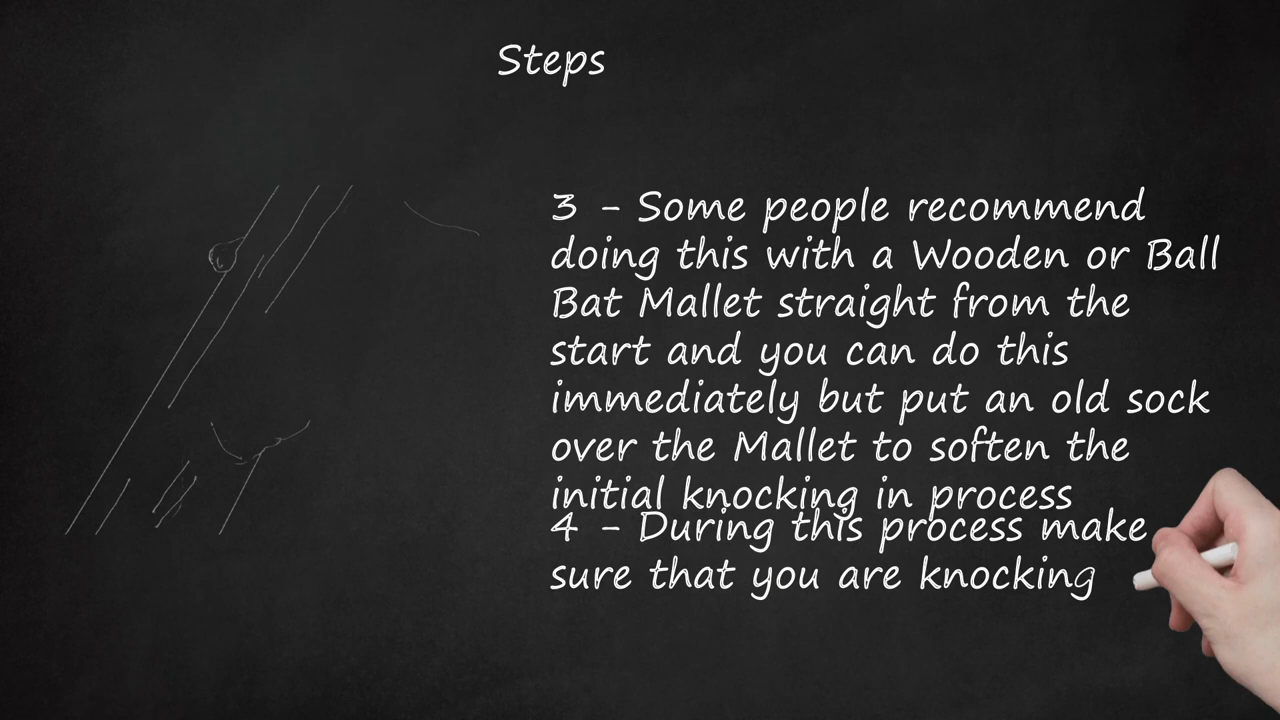 Steps
3 - Some people recommend
doing this with a Wooden or Ball
Bat Mallet straight from the
start and you can do this
immediately but put an old sock
over the Mallet to soften the
initial knocking in process
4 - During this process make
sure that you are knocking